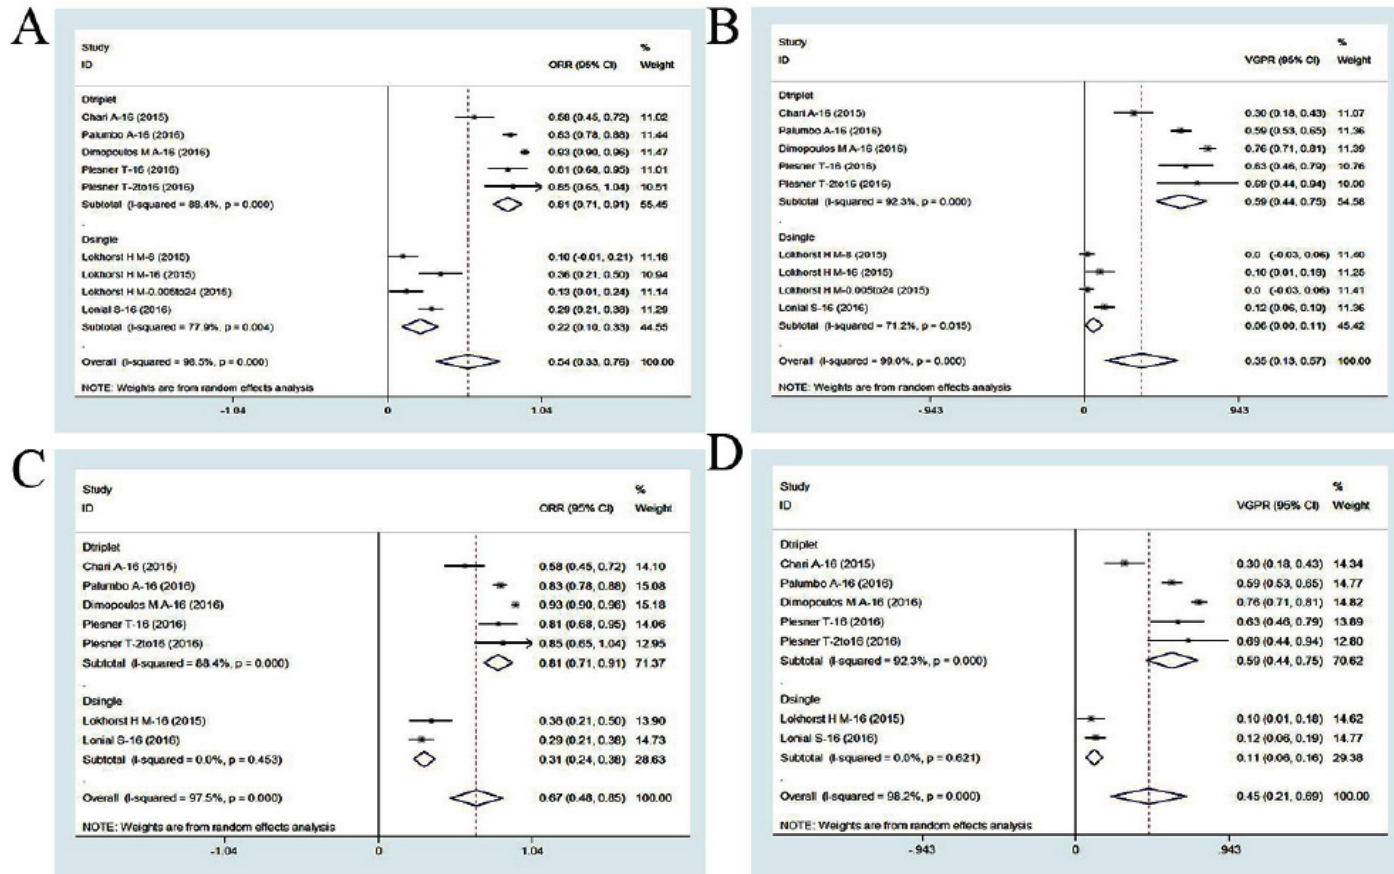 A
Study %
ID ORR (95% CI) Weight
Dtriplet
Chari A-16 (2015) 0.58 (0.45, 0.72) 11.02
Palumbo A-16 (2016) 0.83 (0.78, 0.88) 11.44
Dimopoulos M A-16 (2016) 0.93 (0.90, 0.96) 11.47
Plesner T-16 (2016) 0.81 (0.68, 0.95) 11.01
Plesner T-2to16 (2016) 0.85 (0.65, 1.04) 10.51
Subtotal (I-squared = 88.4%, p = 0.000) 0.81 (0.71, 0.91) 55.45
.
Dsingle
Lokhorst H M-8 (2015) 0.10 (-0.01, 0.21) 11.18
Lokhorst H M-16 (2015) 0.36 (0.21, 0.50) 10.94
Lokhorst H M-0.005to24 (2015) 0.13 (0.01, 0.24) 11.14
Lonial S-16 (2016) 0.29 (0.21, 0.38) 11.29
Subtotal (I-squared = 77.9%, p = 0.004) 0.22 (0.10, 0.33) 44.55
.
Overall (I-squared = 98.5%, p = 0.000) 0.54 (0.33, 0.76) 100.00
NOTE: Weights are from random effects analysis
-1.04 0 1.04
B
Study %
ID VGPR (95% CI) Weight
Dtriplet
Chari A-16 (2015) 0.30 (0.18, 0.43) 11.07
Palumbo A-16 (2016) 0.59 (0.53, 0.65) 11.36
Dimopoulos M A-16 (2016) 0.76 (0.71, 0.81) 11.39
Plesner T-16 (2016) 0.63 (0.46, 0.79) 10.76
Plesner T-2to16 (2016) 0.69 (0.44, 0.94) 10.00
Subtotal (I-squared = 92.3%, p = 0.000) 0.59 (0.44, 0.75) 54.58
.
Dsingle
Lokhorst H M-8 (2015) 0.0 (-0.03, 0.06) 11.40
Lokhorst H M-16 (2015) 0.10 (0.01, 0.18) 11.25
Lokhorst H M-0.005to24 (2015) 0.0 (-0.03, 0.06) 11.41
Lonial S-16 (2016) 0.12 (0.06, 0.19) 11.36
Subtotal (I-squared = 71.2%, p = 0.015) 0.06 (0.00, 0.11) 45.42
.
Overall (I-squared = 99.0%, p = 0.000) 0.35 (0.13, 0.57) 100.00
NOTE: Weights are from random effects analysis
-.943 0 .943
C
Study %
ID ORR (95% CI) Weight
Dtriplet
Chari A-16 (2015) 0.58 (0.45, 0.72) 14.10
Palumbo A-16 (2016) 0.83 (0.78, 0.88) 15.08
Dimopoulos M A-16 (2016) 0.93 (0.90, 0.96) 15.18
Plesner T-16 (2016) 0.81 (0.68, 0.95) 14.06
Plesner T-2to16 (2016) 0.85 (0.65, 1.04) 12.95
Subtotal (I-squared = 88.4%, p = 0.000) 0.81 (0.71, 0.91) 71.37
.
Dsingle
Lokhorst H M-16 (2015) 0.36 (0.21, 0.50) 13.90
Lonial S-16 (2016) 0.29 (0.21, 0.38) 14.73
Subtotal (I-squared = 0.0%, p = 0.453) 0.31 (0.24, 0.38) 28.63
.
Overall (I-squared = 97.5%, p = 0.000) 0.67 (0.48, 0.85) 100.00
NOTE: Weights are from random effects analysis
-1.04 0 1.04
D
Study %
ID VGPR (95% CI) Weight
Dtriplet
Chari A-16 (2015) 0.30 (0.18, 0.43) 14.34
Palumbo A-16 (2016) 0.59 (0.53, 0.65) 14.77
Dimopoulos M A-16 (2016) 0.76 (0.71, 0.81) 14.82
Plesner T-16 (2016) 0.63 (0.46, 0.79) 13.89
Plesner T-2to16 (2016) 0.69 (0.44, 0.94) 12.80
Subtotal (I-squared = 92.3%, p = 0.000) 0.59 (0.44, 0.75) 70.62
.
Dsingle
Lokhorst H M-16 (2015) 0.10 (0.01, 0.18) 14.62
Lonial S-16 (2016) 0.12 (0.06, 0.19) 14.77
Subtotal (I-squared = 0.0%, p = 0.621) 0.11 (0.06, 0.16) 29.38
.
Overall (I-squared = 98.2%, p = 0.000) 0.45 (0.21, 0.69) 100.00
NOTE: Weights are from random effects analysis
-.943 0 .943